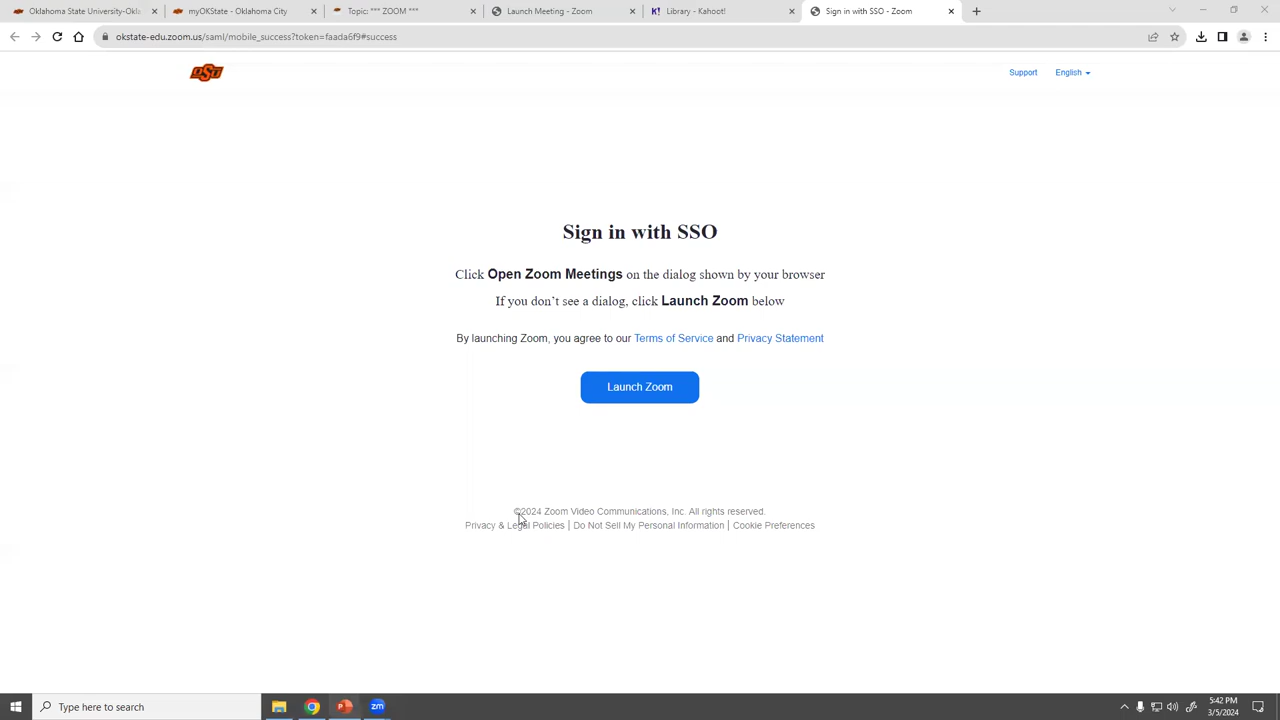 Oklahoma State University-Okla
myOKState - Oklahoma City
Topic *** ZOOM ***
Launch Meeting - Zoom
K! Library - Kahoot!
Sign in with SSO - Zoom
okstate-edu.zoom.us/saml/mobile_success?token=faada6f9#success
OSU
Support
English
Sign in with SSO
Click Open Zoom Meetings on the dialog shown by your browser
If you don’t see a dialog, click Launch Zoom below
By launching Zoom, you agree to our Terms of Service and Privacy Statement
Launch Zoom
©2024 Zoom Video Communications, Inc. All rights reserved.
Privacy & Legal Policies | Do Not Sell My Personal Information | Cookie Preferences
Type here to search
zm
5:42 PM
3/5/2024